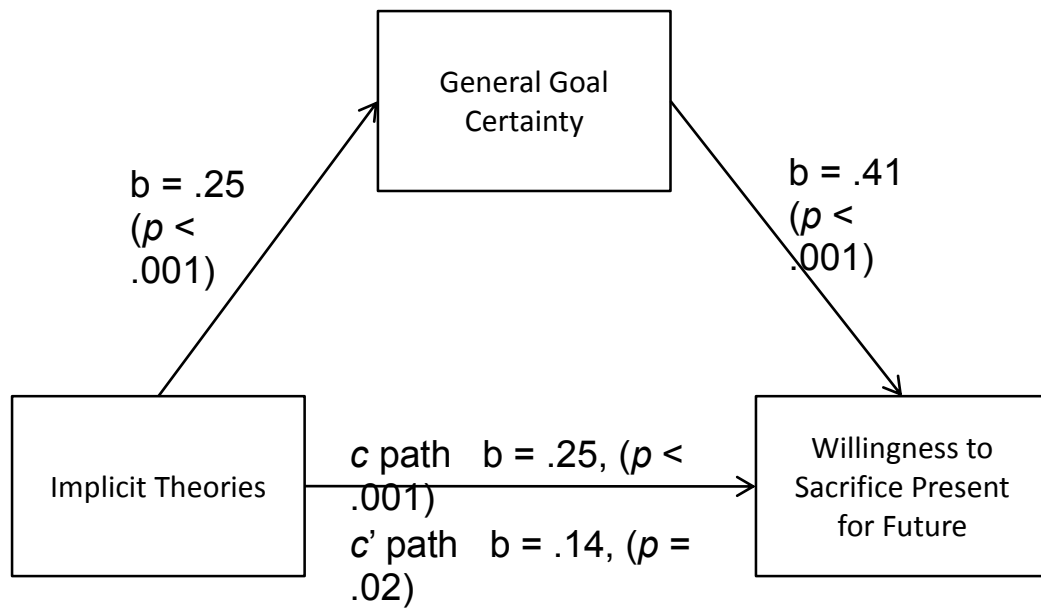 General Goal
Certainty
b = .25
(p <
.001)
b = .41
(p <
.001)
Implicit Theories
c path b = .25, (p <
.001)
c’ path b = .14, (p =
.02)
Willingness to
Sacrifice Present
for Future